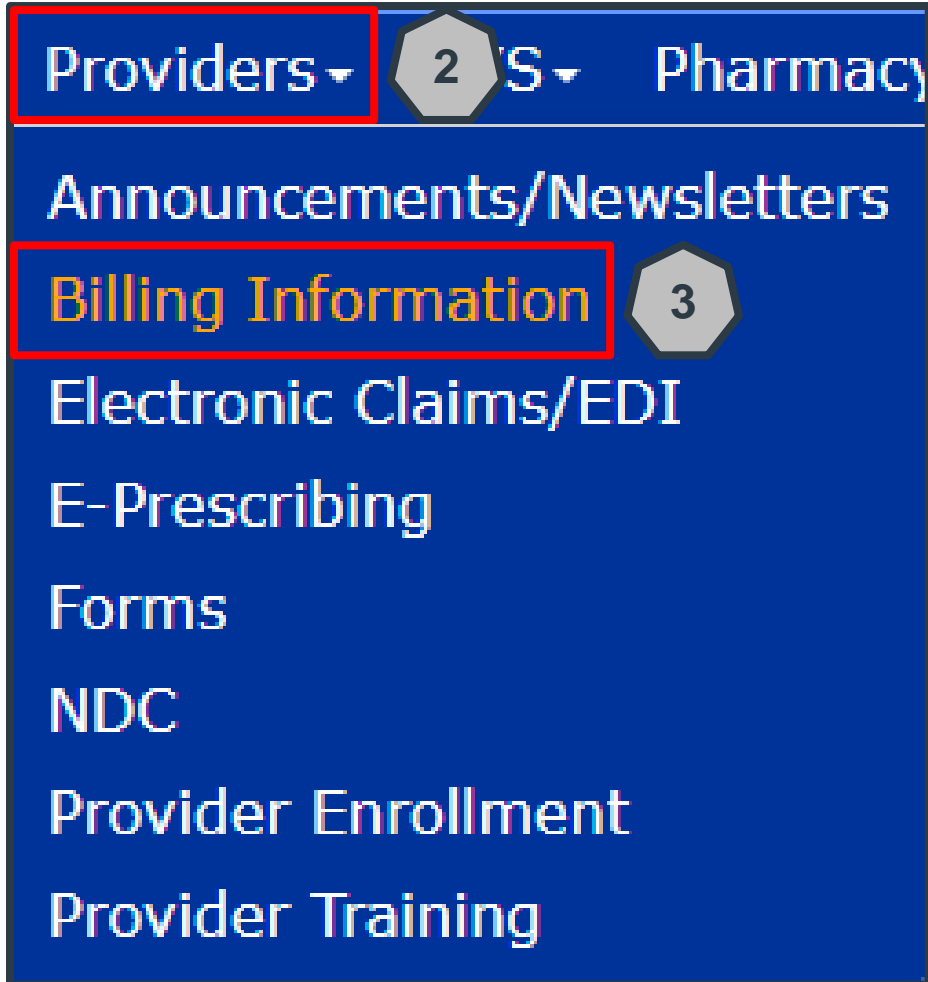 Providers 2 S Pharmacy
Announcements/Newsletters
Billing Information 3
Electronic Claims/EDI
E-Prescribing
Forms
NDC
Provider Enrollment
Provider Training